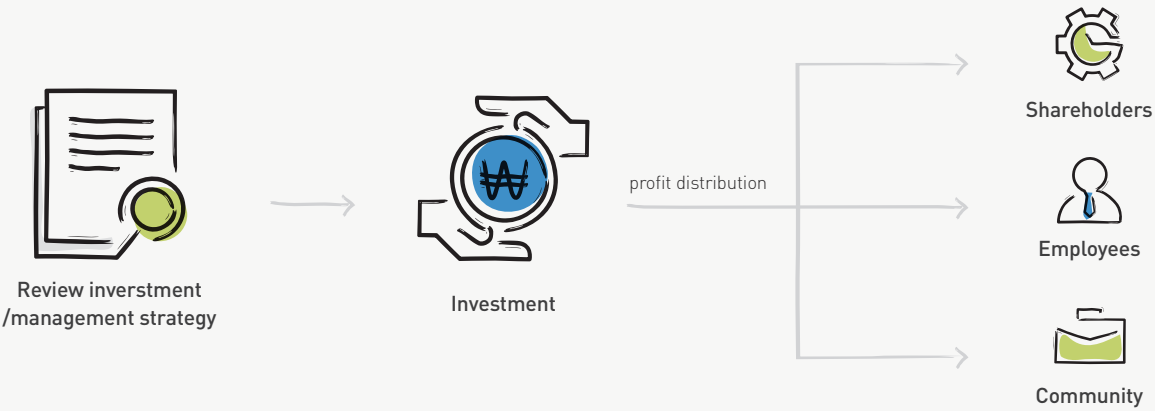 Review inverstment
/management strategy
Investment
₩
profit distribution
Shareholders
Employees
Community